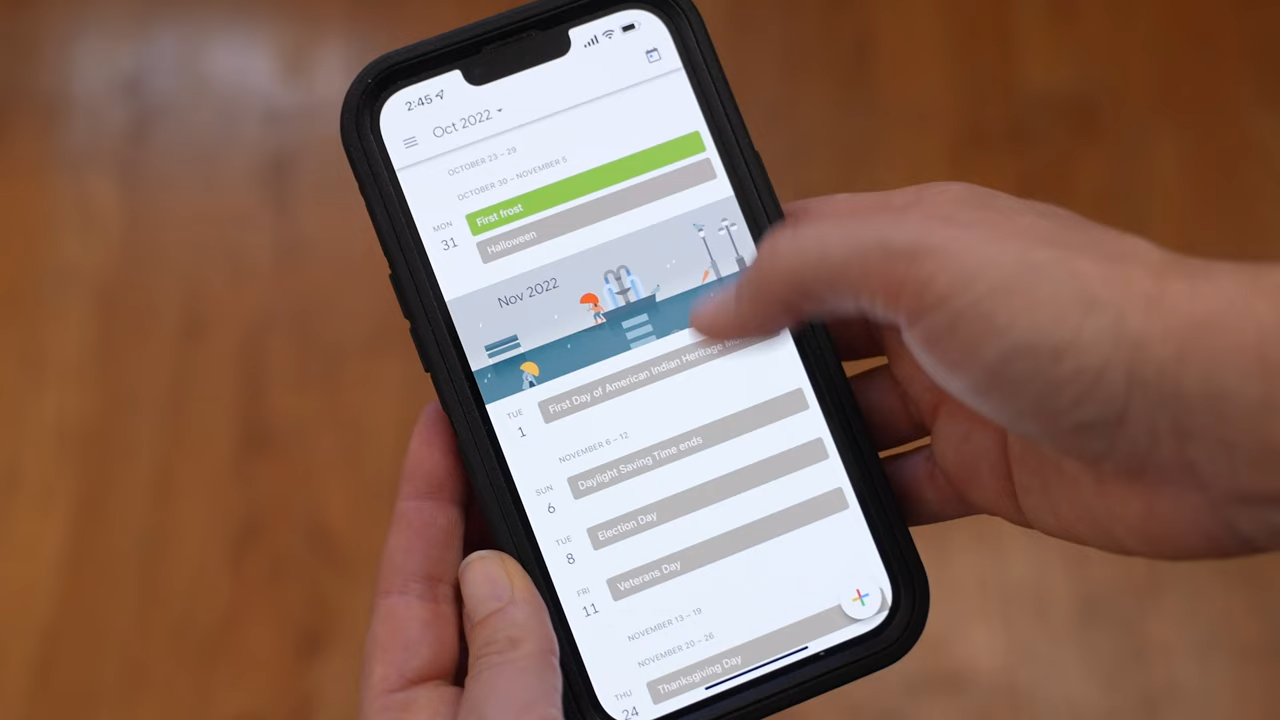 2:45
Oct 2022
OCTOBER 23 – 29
OCTOBER 30 – NOVEMBER 5
MON
31
First frost
Halloween
Nov 2022
TUE
1
First Day of American Indian Heritage
NOVEMBER 6 – 12
SUN
6
Daylight Saving Time ends
TUE
8
Election Day
FRI
11
Veterans Day
NOVEMBER 13 – 19
NOVEMBER 20 – 26
THU
24
Thanksgiving Day